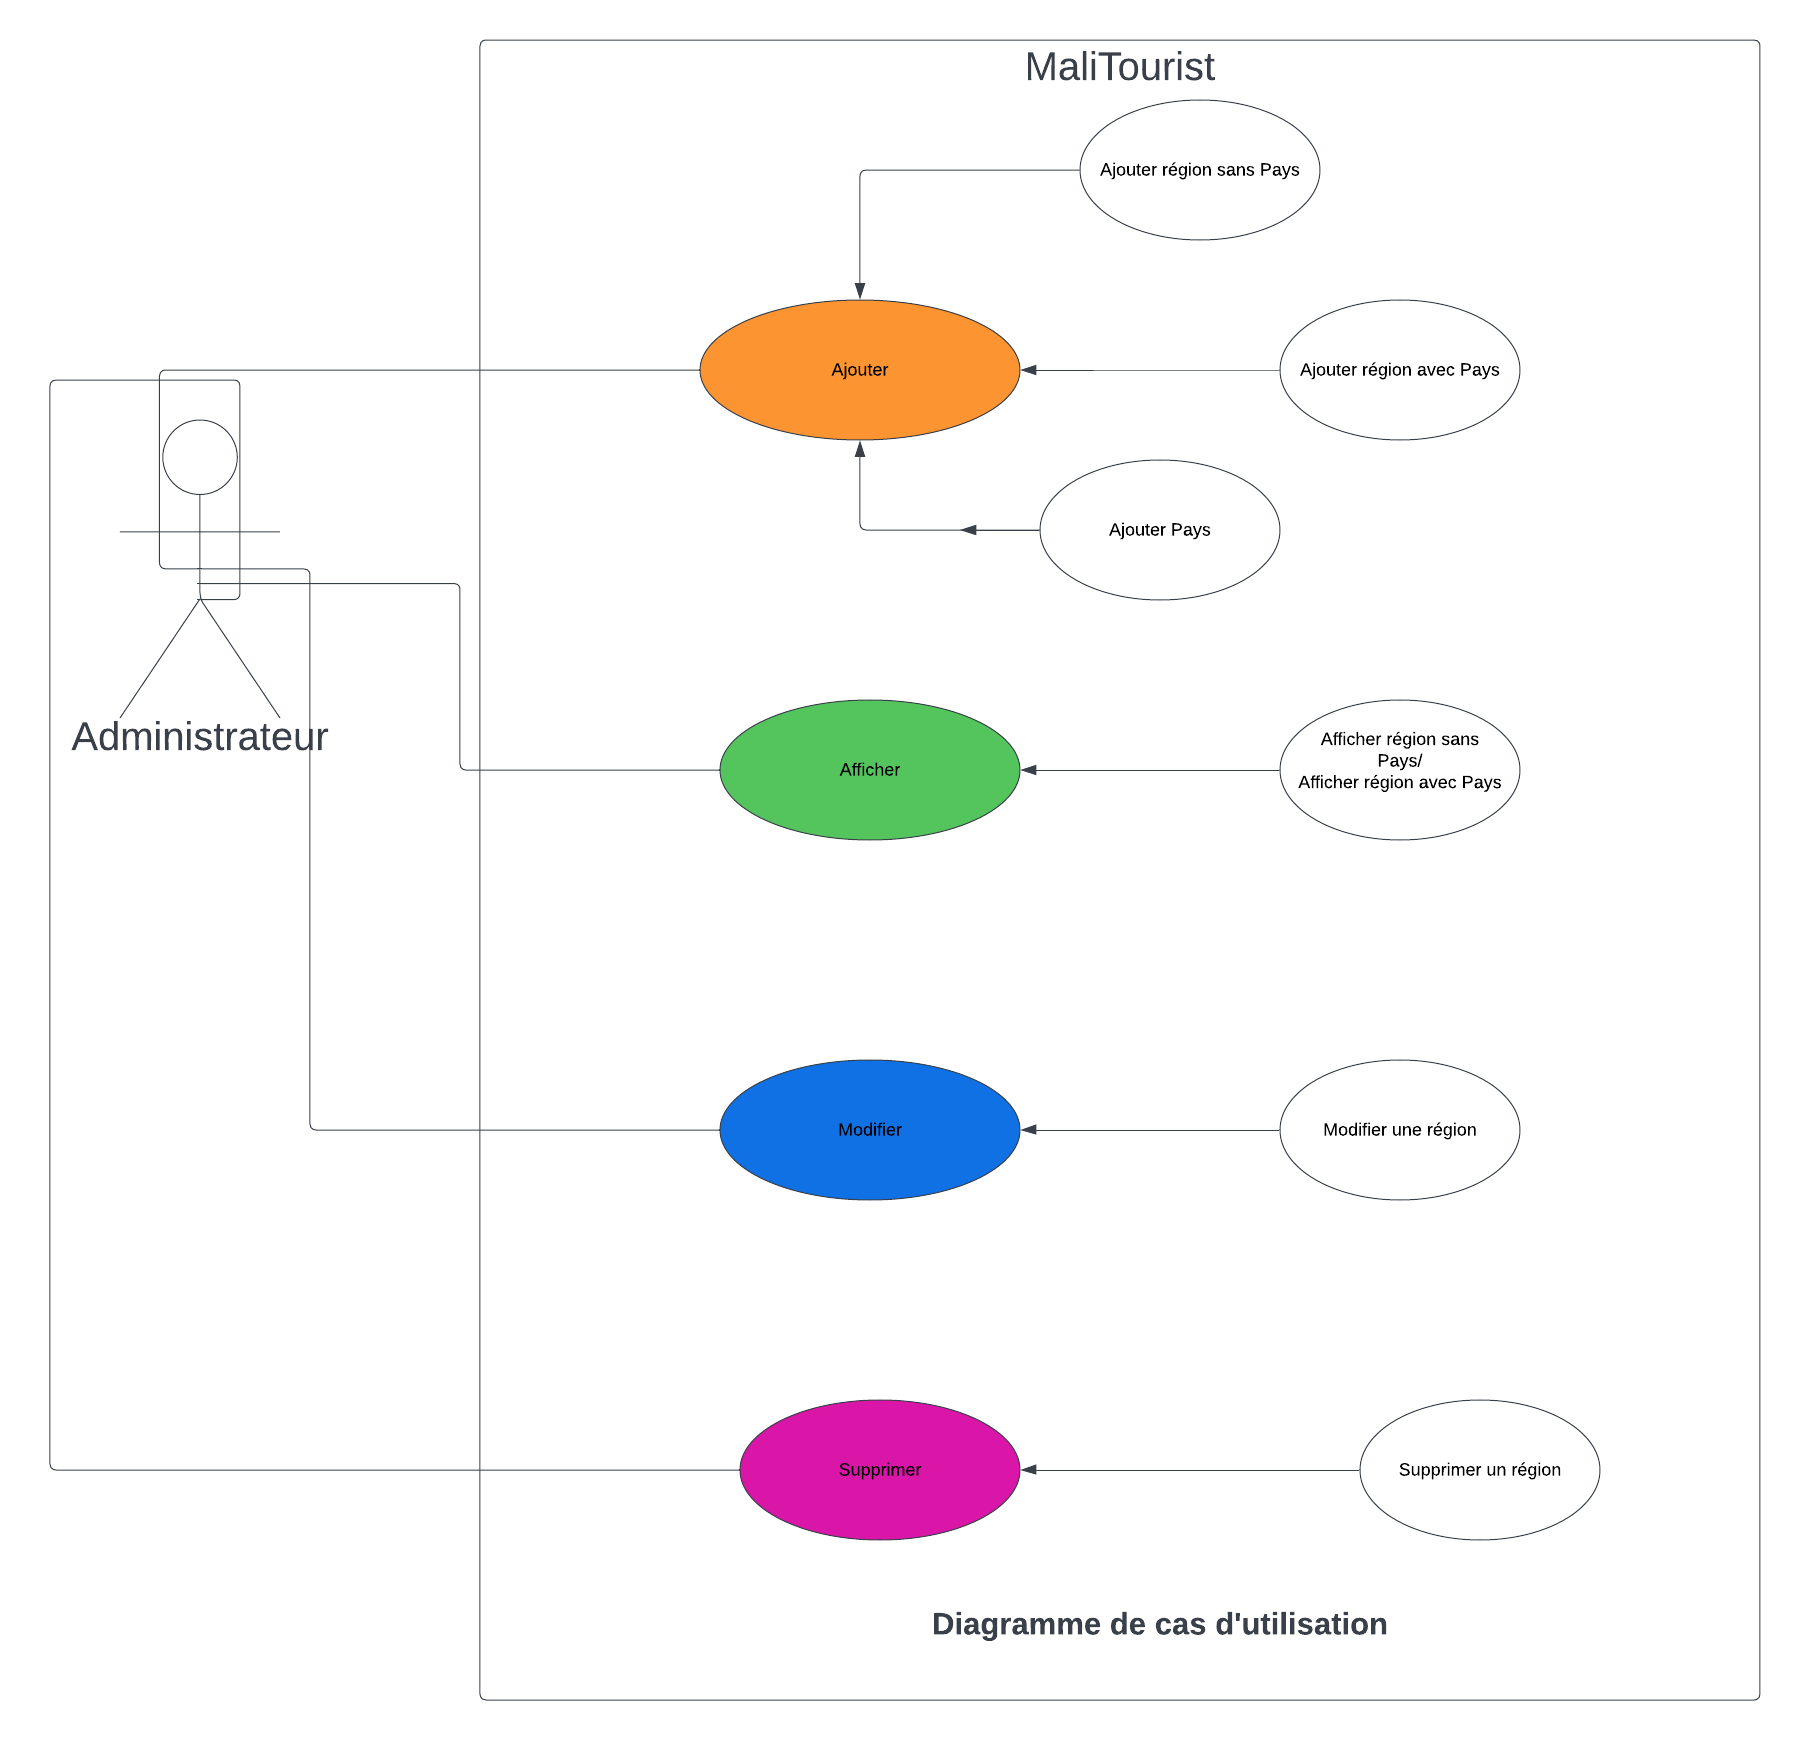 MaliTourist
Ajouter région sans Pays
Ajouter
Ajouter région avec Pays
Ajouter Pays
Administrateur
Afficher
Afficher région sans
Pays/
Afficher région avec Pays
Modifier
Modifier une région
Supprimer
Supprimer un région
Diagramme de cas d'utilisation